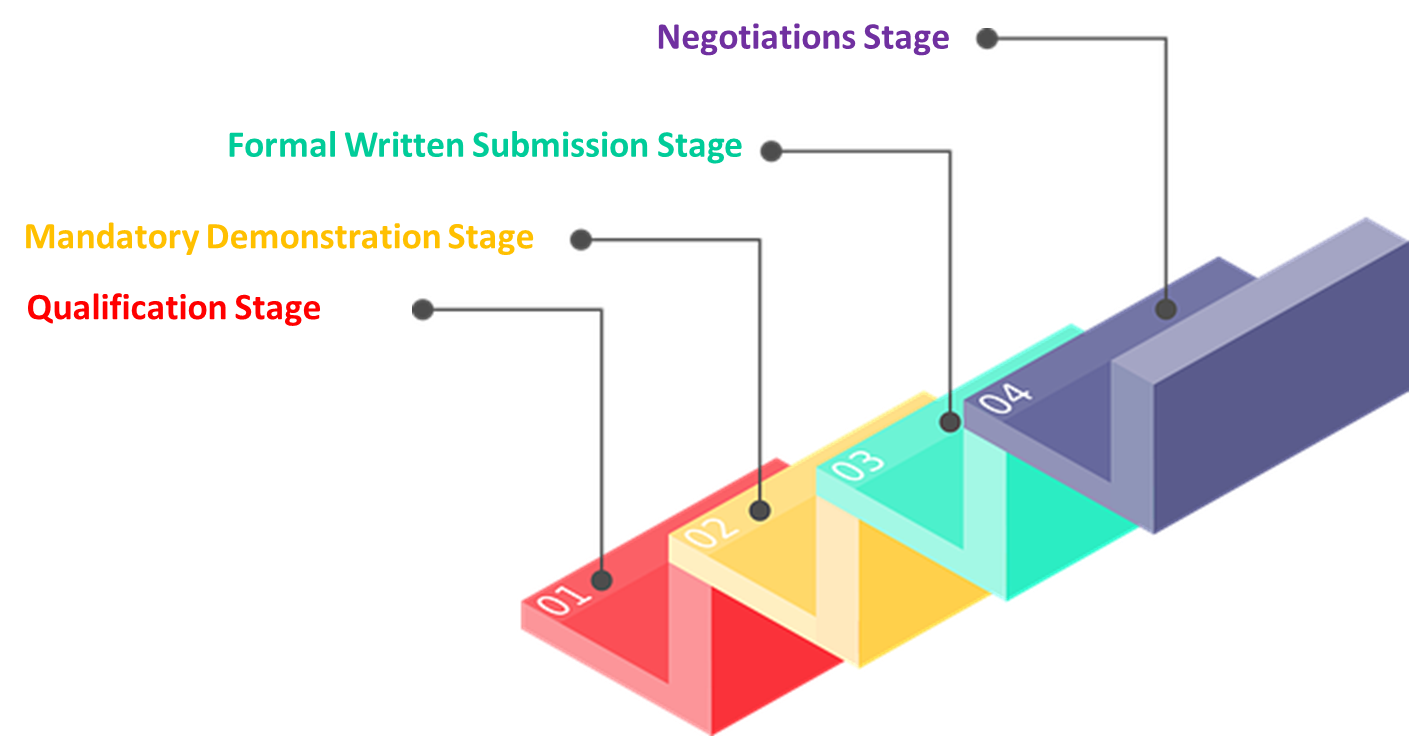 Negotiations Stage
Formal Written Submission Stage
Mandatory Demonstration Stage
Qualification Stage
04
03
02
01